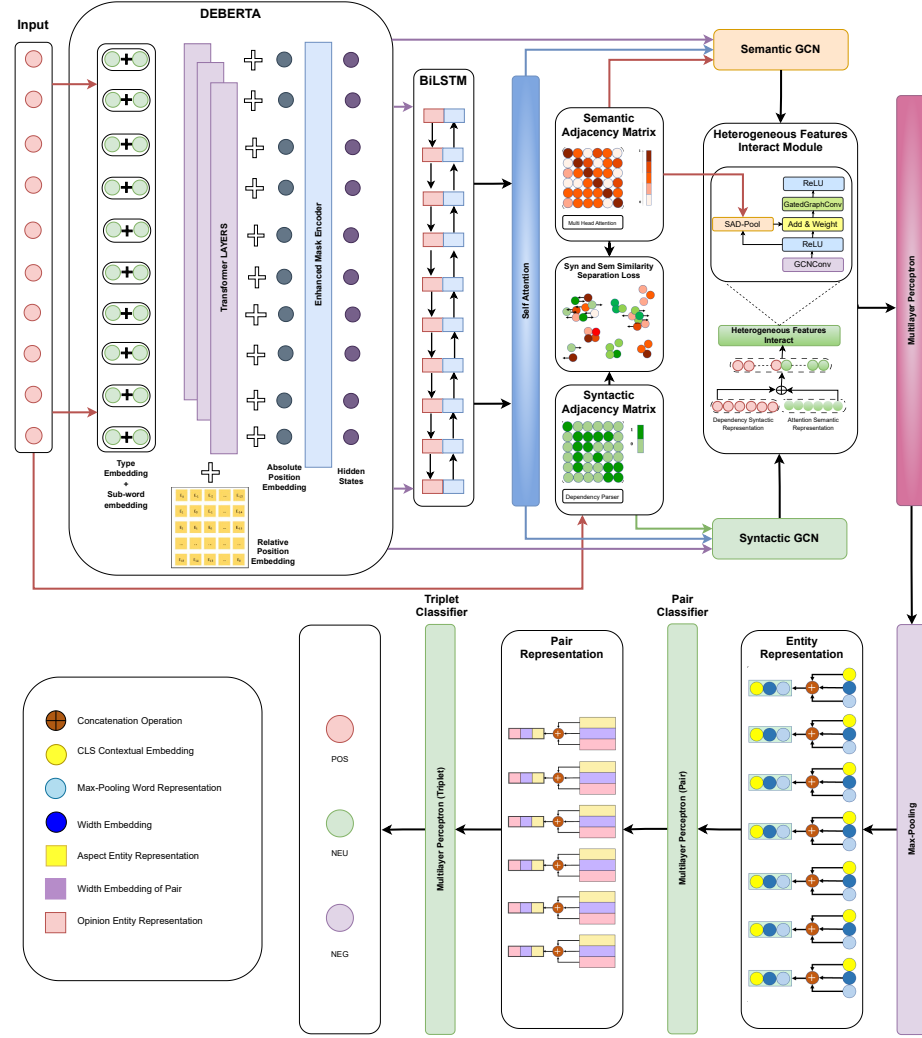 Input
DEBERTA
Transformer LAYERS
Enhanced Mask Encoder
Type
Embedding
+
Sub-word
embedding
Absolute
Position
Embedding
Hidden
States
Relative
Position
Embedding
BiLSTM
Self Attention
Semantic
Adjacency Matrix
Multi Head Attention
Syn and Sem Similarity
Separation Loss
Syntactic
Adjacency Matrix
Dependency Parser
Semantic GCN
Heterogeneous Features
Interact Module
ReLU
GatedGraphConv
SAD-Pool
Add & Weight
ReLU
GCNConv
Heterogeneous Features
Interact
Dependency Syntactic
Representation
Attention Semantic
Representation
Syntactic GCN
Multilayer Perceptron
Max-Pooling
Entity
Representation
Pair
Classifier
Multilayer Perceptron (Pair)
Pair
Representation
Triplet
Classifier
Multilayer Perceptron (Triplet)
POS
NEU
NEG
Concatenation Operation
CLS Contextual Embedding
Max-Pooling Word Representation
Width Embedding
Aspect Entity Representation
Width Embedding of Pair
Opinion Entity Representation